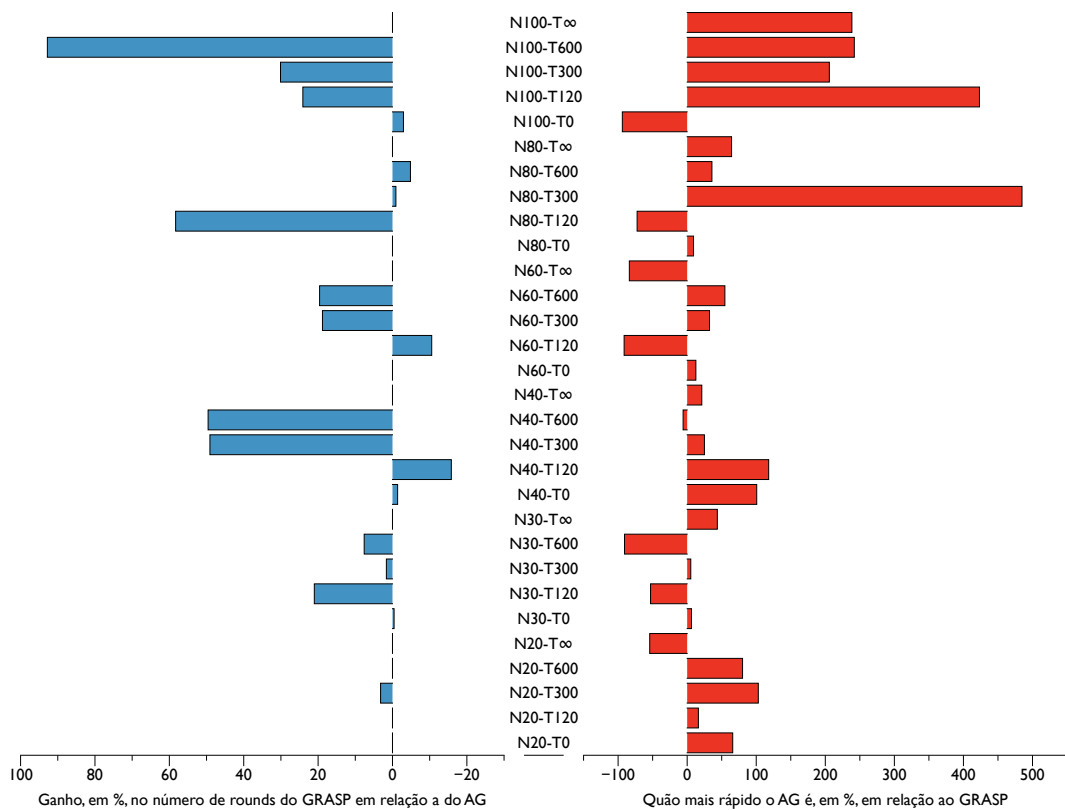 N100-T∞
N100-T600
N100-T300
N100-T120
N100-T0
N80-T∞
N80-T600
N80-T300
N80-T120
N80-T0
N60-T∞
N60-T600
N60-T300
N60-T120
N60-T0
N40-T∞
N40-T600
N40-T300
N40-T120
N40-T0
N30-T∞
N30-T600
N30-T300
N30-T120
N30-T0
N20-T∞
N20-T600
N20-T300
N20-T120
N20-T0
100 80 60 40 20 0 −20
Ganho, em %, no número de rounds do GRASP em relação a do AG
−100 0 100 200 300 400 500
Quão mais rápido o AG é, em %, em relação ao GRASP